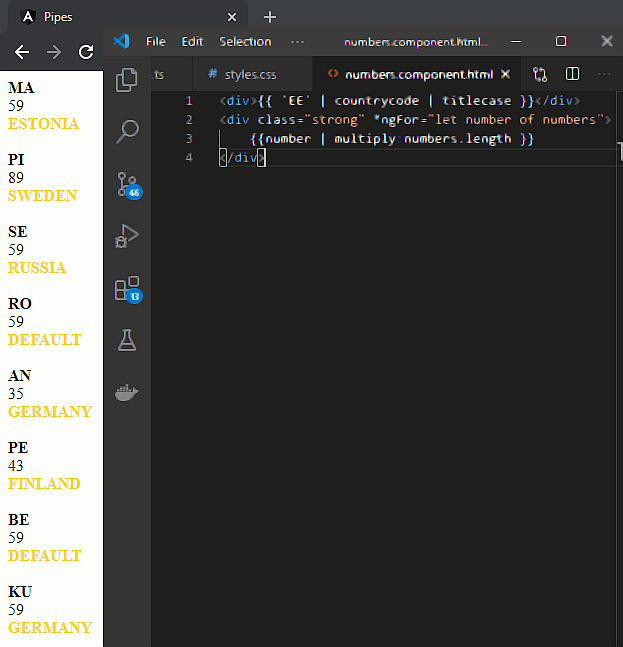 Pipes
File Edit Selection ··· numbers.component.html...
.ts # styles.css <> numbers.component.html
1 <div>{{ `EE` | countrycode | titlecase }}</div>
2 <div class="strong" *ngFor="let number of numbers">
3 {{number | multiply:numbers.length }}
4 </div>
46
13
MA
59
ESTONIA
PI
89
SWEDEN
SE
59
RUSSIA
RO
59
DEFAULT
AN
35
GERMANY
PE
43
FINLAND
BE
59
DEFAULT
KU
59
GERMANY